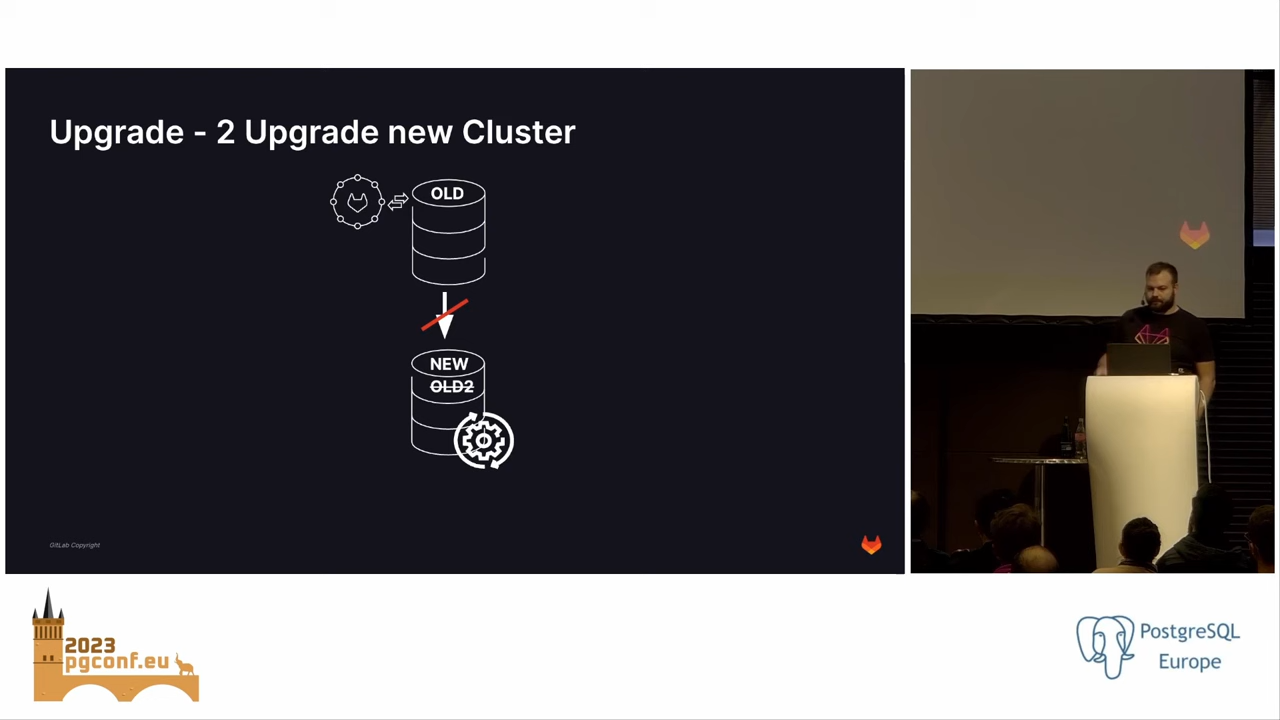 Upgrade - 2 Upgrade new Cluster
OLD
NEW
OLD2
GitLab Copyright
2023
pgconf.eu
PostgreSQL
Europe